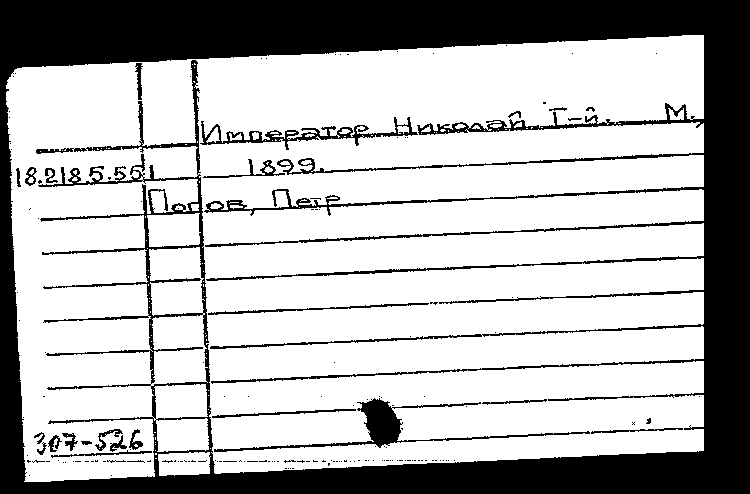 Император Николай I-й. М.,
18.218.5.551 1899.
Попов, Петр
307-526